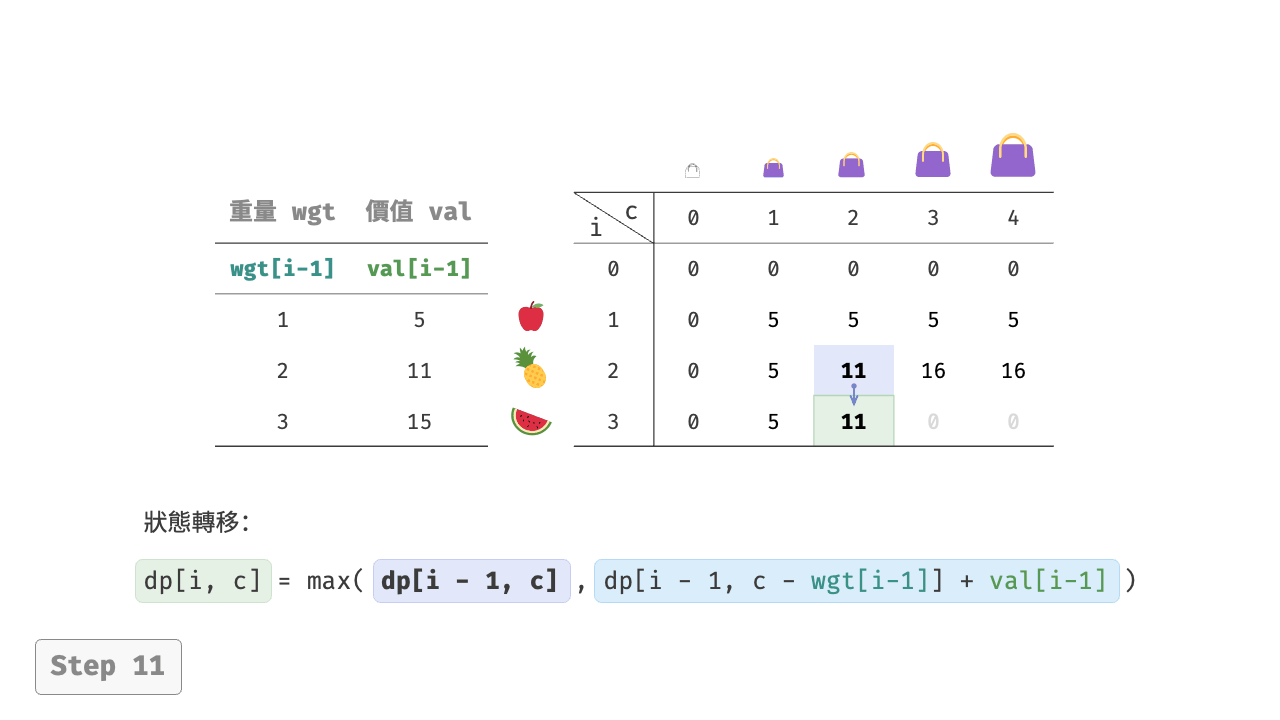 重量 wgt 價值 val c i 0 1 2 3 4
wgt[i-1] val[i-1] 0 0 0 0 0 0
1 5 1 0 5 5 5 5
2 11 2 0 5 11 16 16
3 15 3 0 5 11 0 0
狀態轉移：
dp[i, c] = max( dp[i - 1, c] , dp[i - 1, c - wgt[i-1]] + val[i-1] )
Step 11